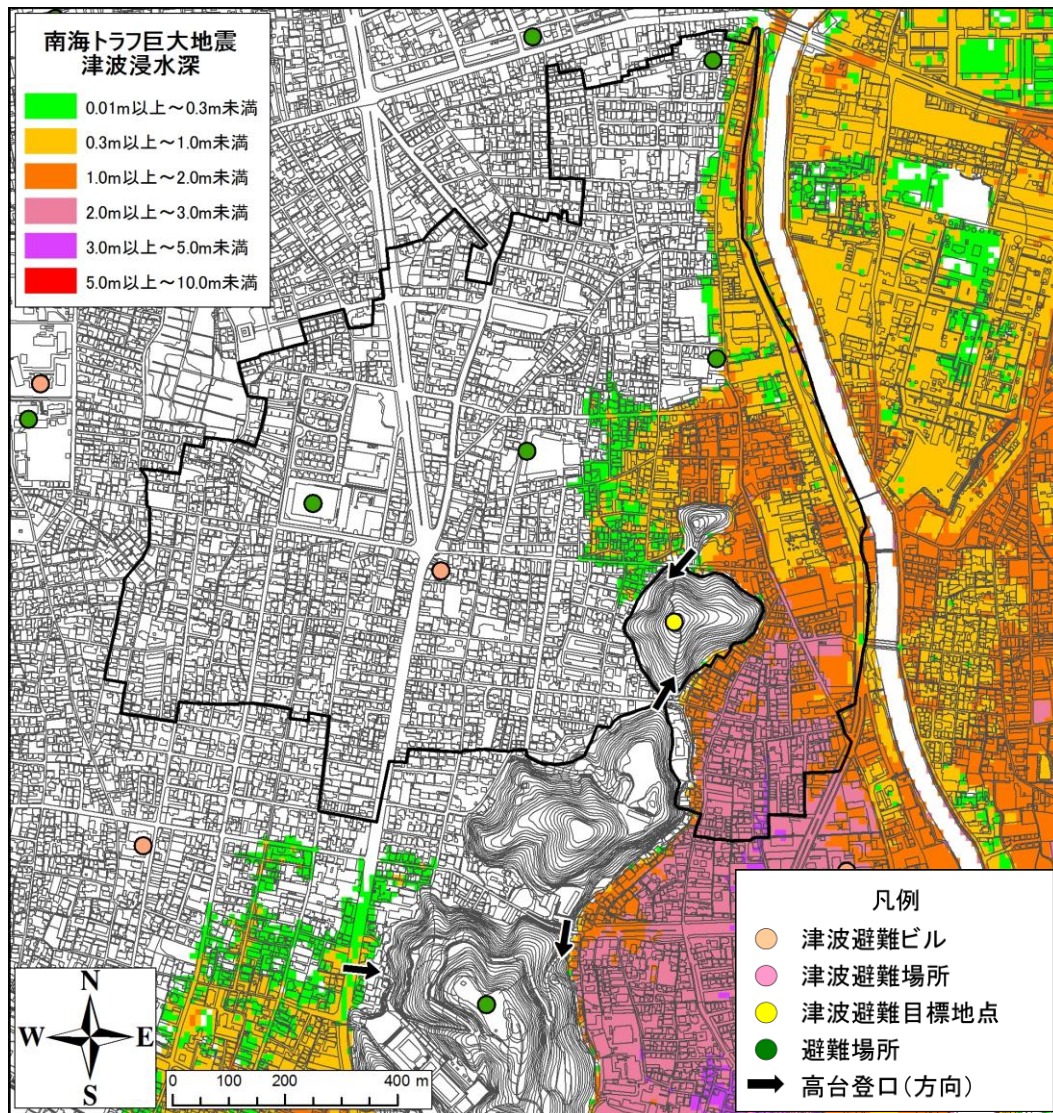 南海トラフ巨大地震
津波浸水深
0.01m以上～0.3m未満
0.3m以上～1.0m未満
1.0m以上～2.0m未満
2.0m以上～3.0m未満
3.0m以上～5.0m未満
5.0m以上～10.0m未満
凡例
津波避難ビル
津波避難場所
津波避難目標地点
避難場所
高台登口(方向)
N
W E
S
0 100 200 400 m